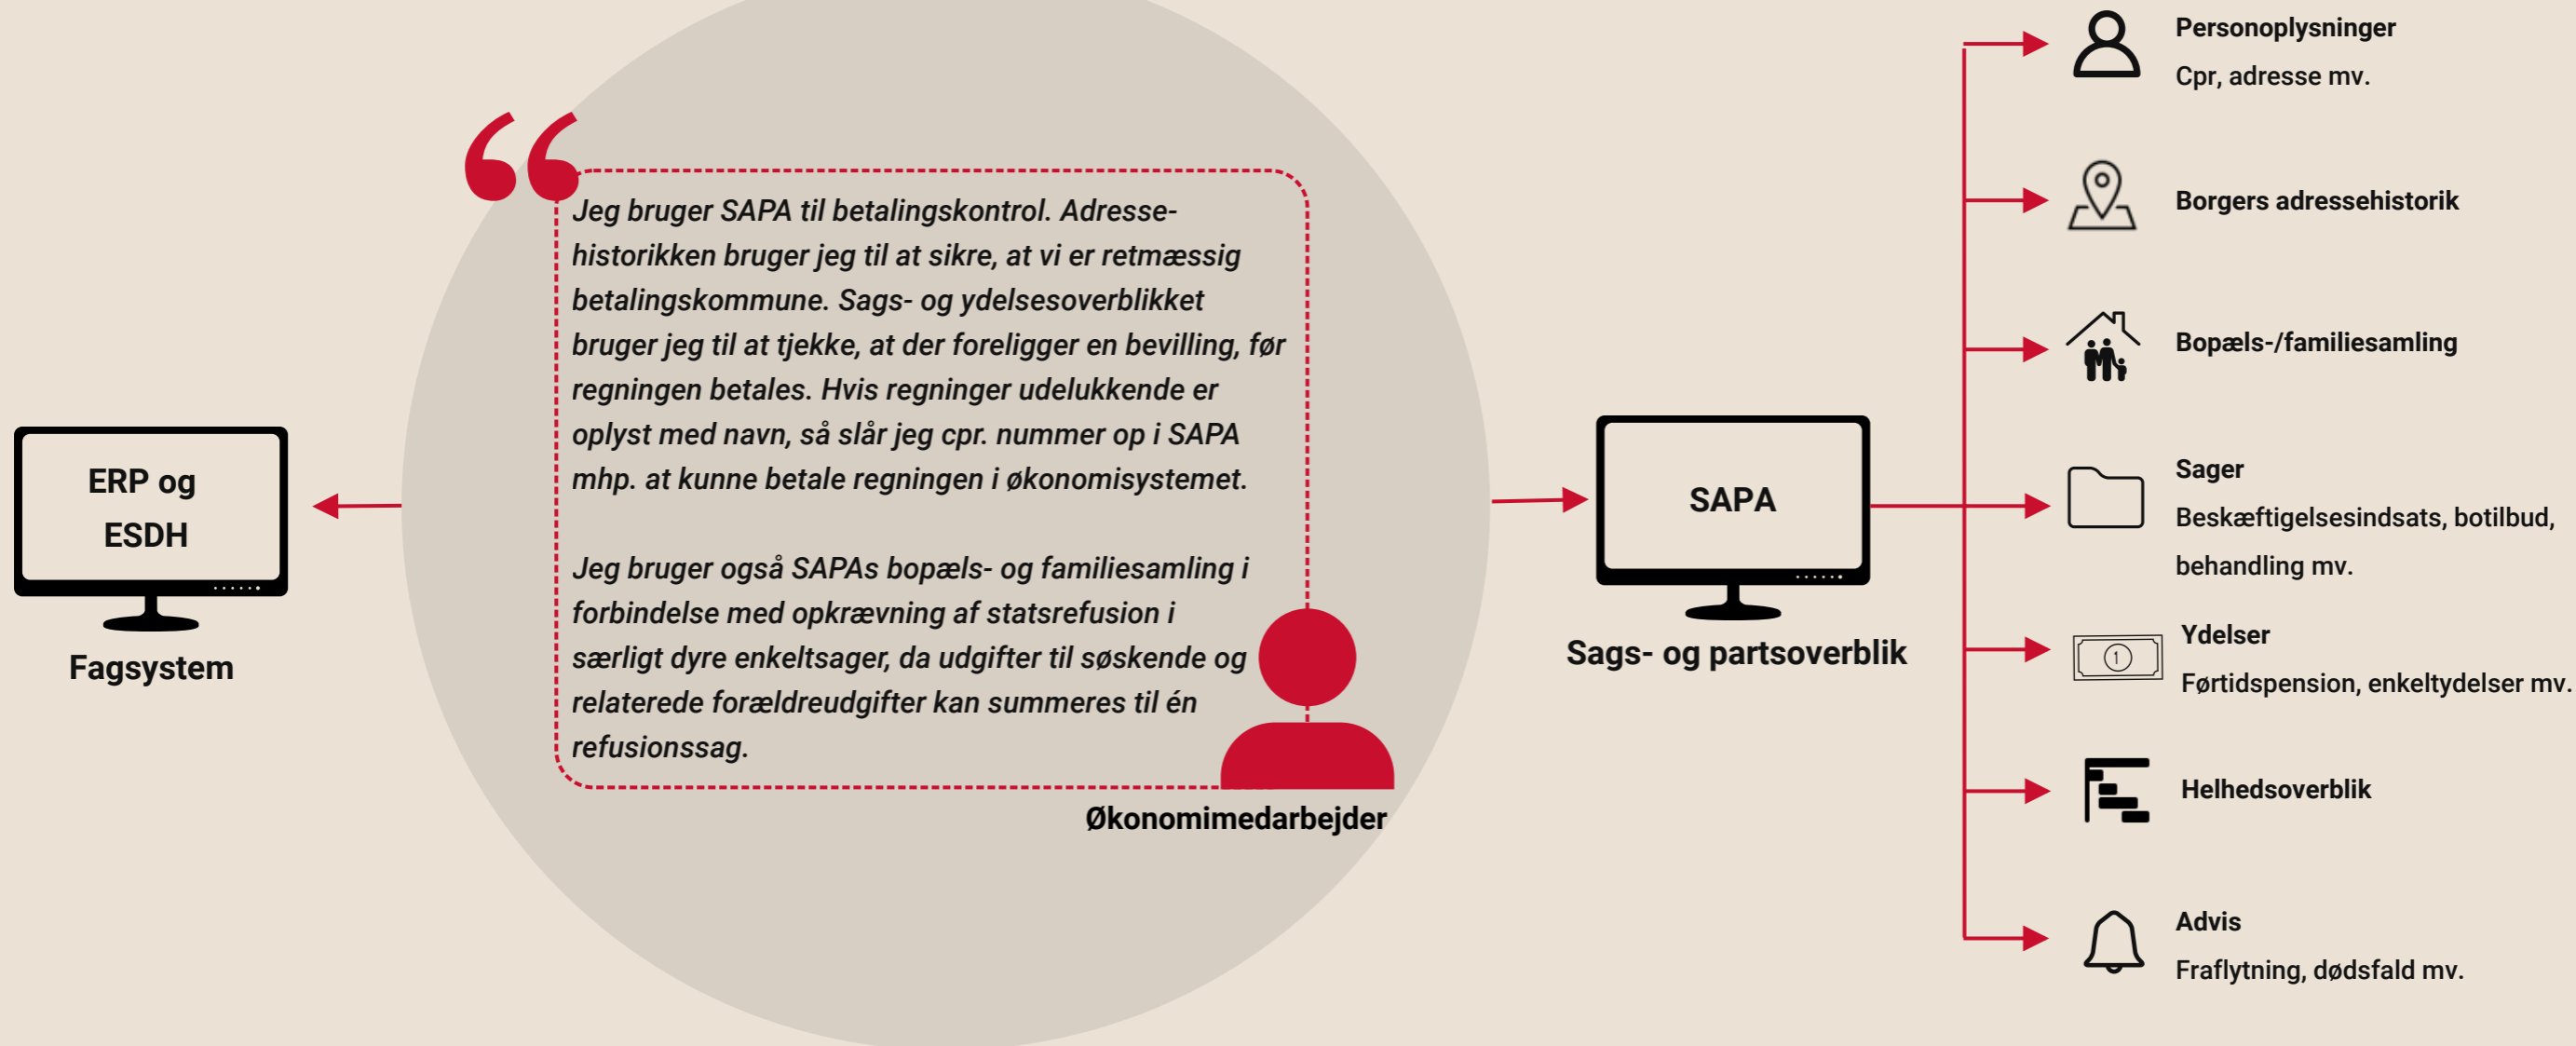 ERP og
ESDH
Fagsystem
Jeg bruger SAPA til betalingskontrol. Adresse-
historikken bruger jeg til at sikre, at vi er retmæssig
betalingskommune. Sags- og ydelsesoverblikket
bruger jeg til at tjekke, at der foreligger en bevilling, før
regningen betales. Hvis regninger udelukkende er
oplyst med navn, så slår jeg cpr. nummer op i SAPA
mhp. at kunne betale regningen i økonomisystemet.
Jeg bruger også SAPAs bopæls- og familiesamling i
forbindelse med opkrævning af statsrefusion i
særligt dyre enkeltsager, da udgifter til søskende og
relaterede forældreudgifter kan summeres til én
refusionssag.
Økonomimedarbejder
SAPA
Sags- og partsoverblik
Personoplysninger
Cpr, adresse mv.
Borgers adressehistorik
Bopæls-/familiesamling
Sager
Beskæftigelsesindsats, botilbud,
behandling mv.
1
Ydelser
Førtidspension, enkeltydelser mv.
Helhedsoverblik
Advis
Fraflytning, dødsfald mv.